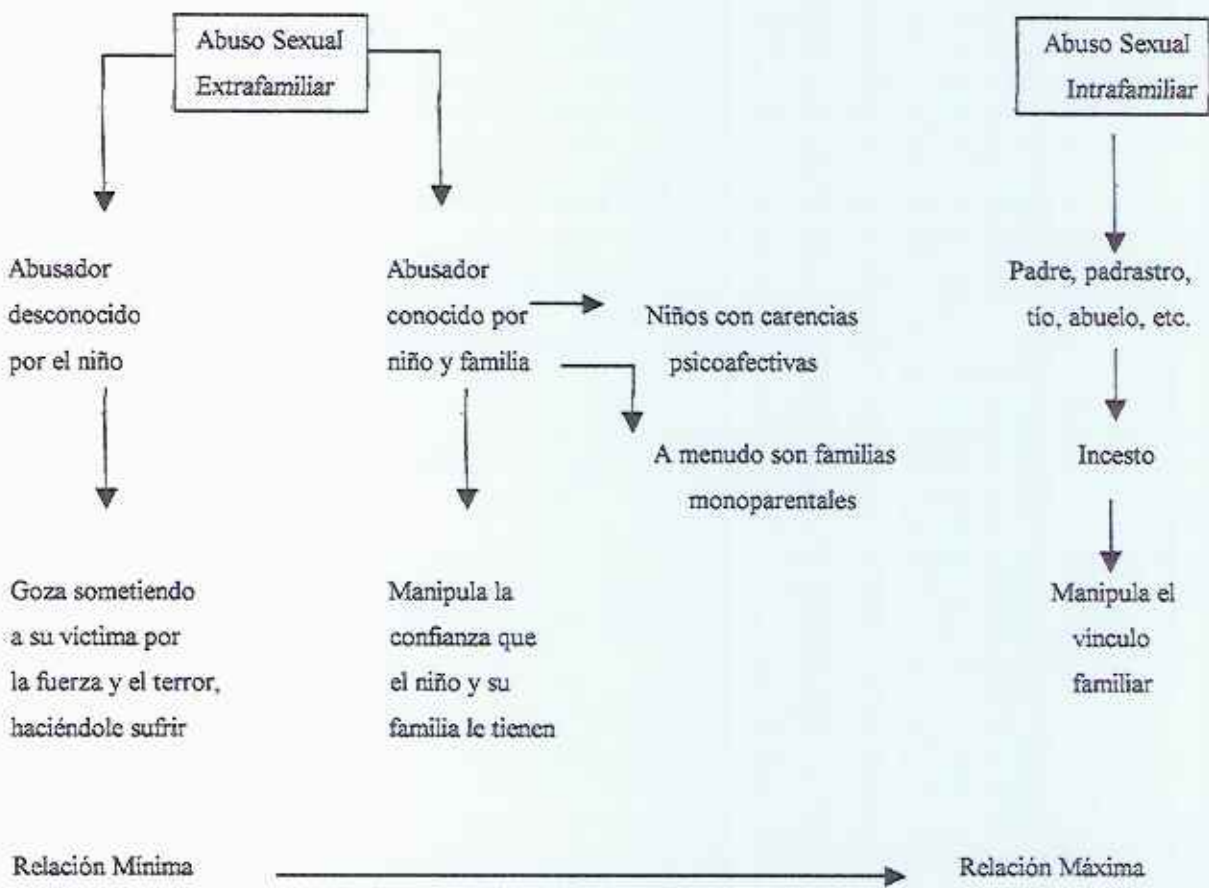 Abuso Sexual
Extrafamiliar
Abusador
desconocido
por el niño
Goza sometiendo
a su víctima por
la fuerza y el terror,
haciéndole sufrir
Abusador
conocido por
niño y familia
Niños con carencias
psicoafectivas
A menudo son familias
monoparentales
Manipula la
confianza que
el niño y su
familia le tienen
Abuso Sexual
Intrafamiliar
Padre, padrastro,
tío, abuelo, etc.
Incesto
Manipula el
vínculo
familiar
Relación Mínima
Relación Máxima